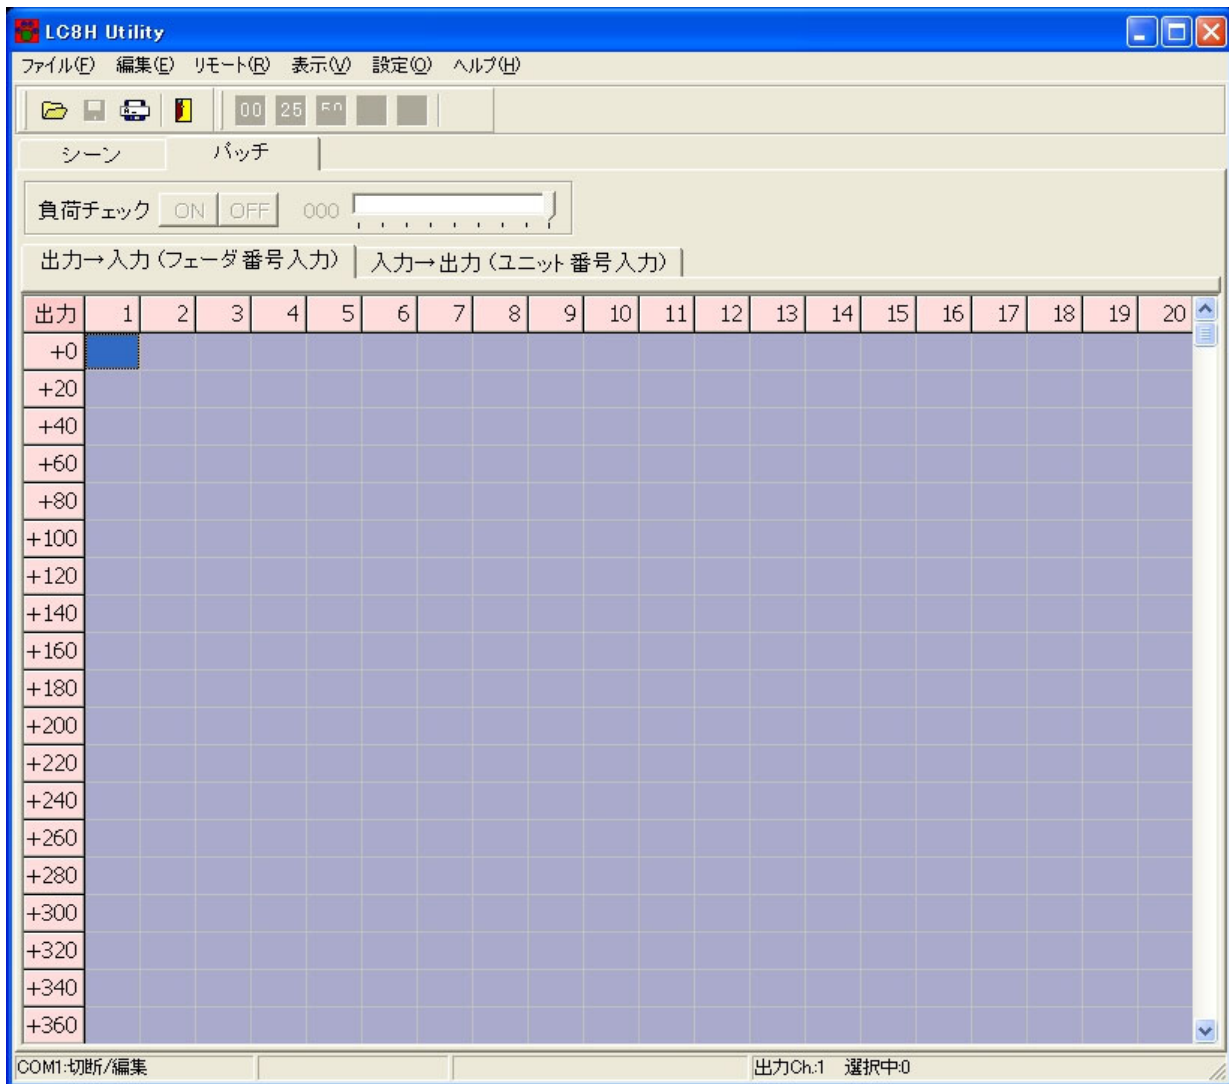 LC8H Utility
ファイル(F) 編集(E) リモート(R) 表示(V) 設定(O) ヘルプ(H)
00 25 50
シーン パッチ
負荷チェック ON OFF 000
出力→入力(フェーダ番号入力) 入力→出力(ユニット番号入力)
出力 1 2 3 4 5 6 7 8 9 10 11 12 13 14 15 16 17 18 19 20
+0
+20
+40
+60
+80
+100
+120
+140
+160
+180
+200
+220
+240
+260
+280
+300
+320
+340
+360
COM1:切断/編集 出力Ch.:1 選択中:0